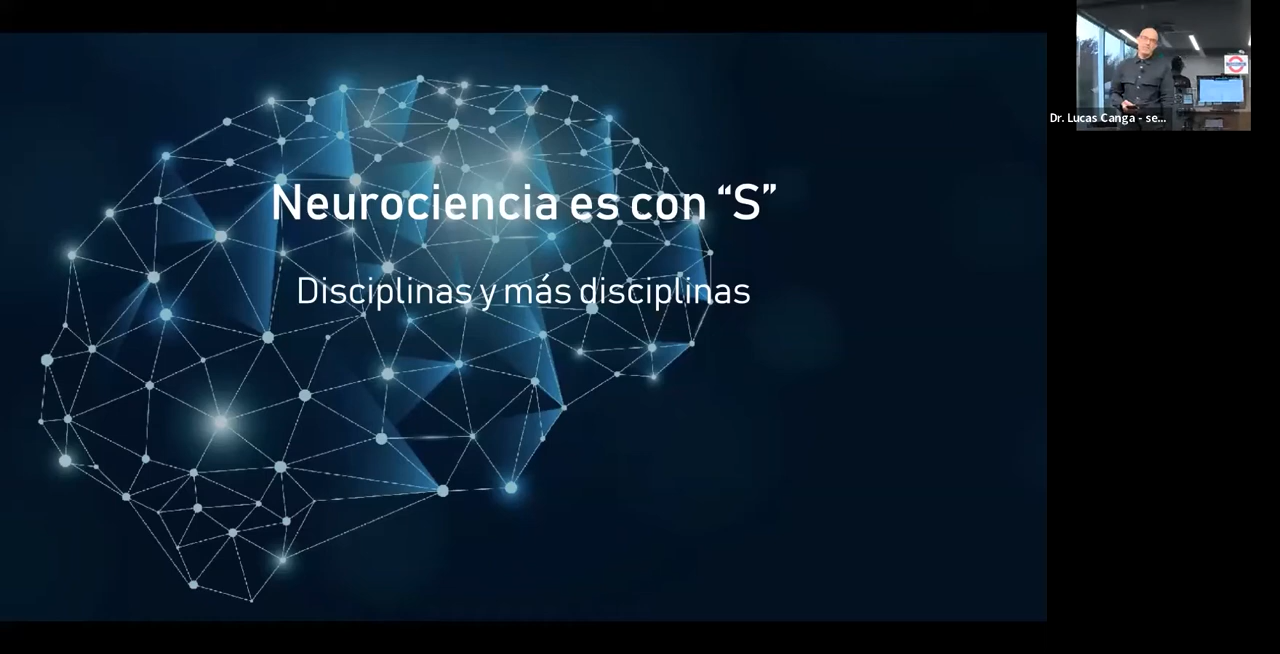 Neurociencia es con “S”
Disciplinas y más disciplinas
Dr. Lucas Canga - se...